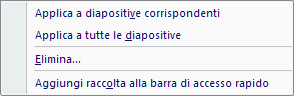 Applica a diapositive corrispondenti
Applica a tutte le diapositive
Elimina...
Aggiungi raccolta alla barra di accesso rapido